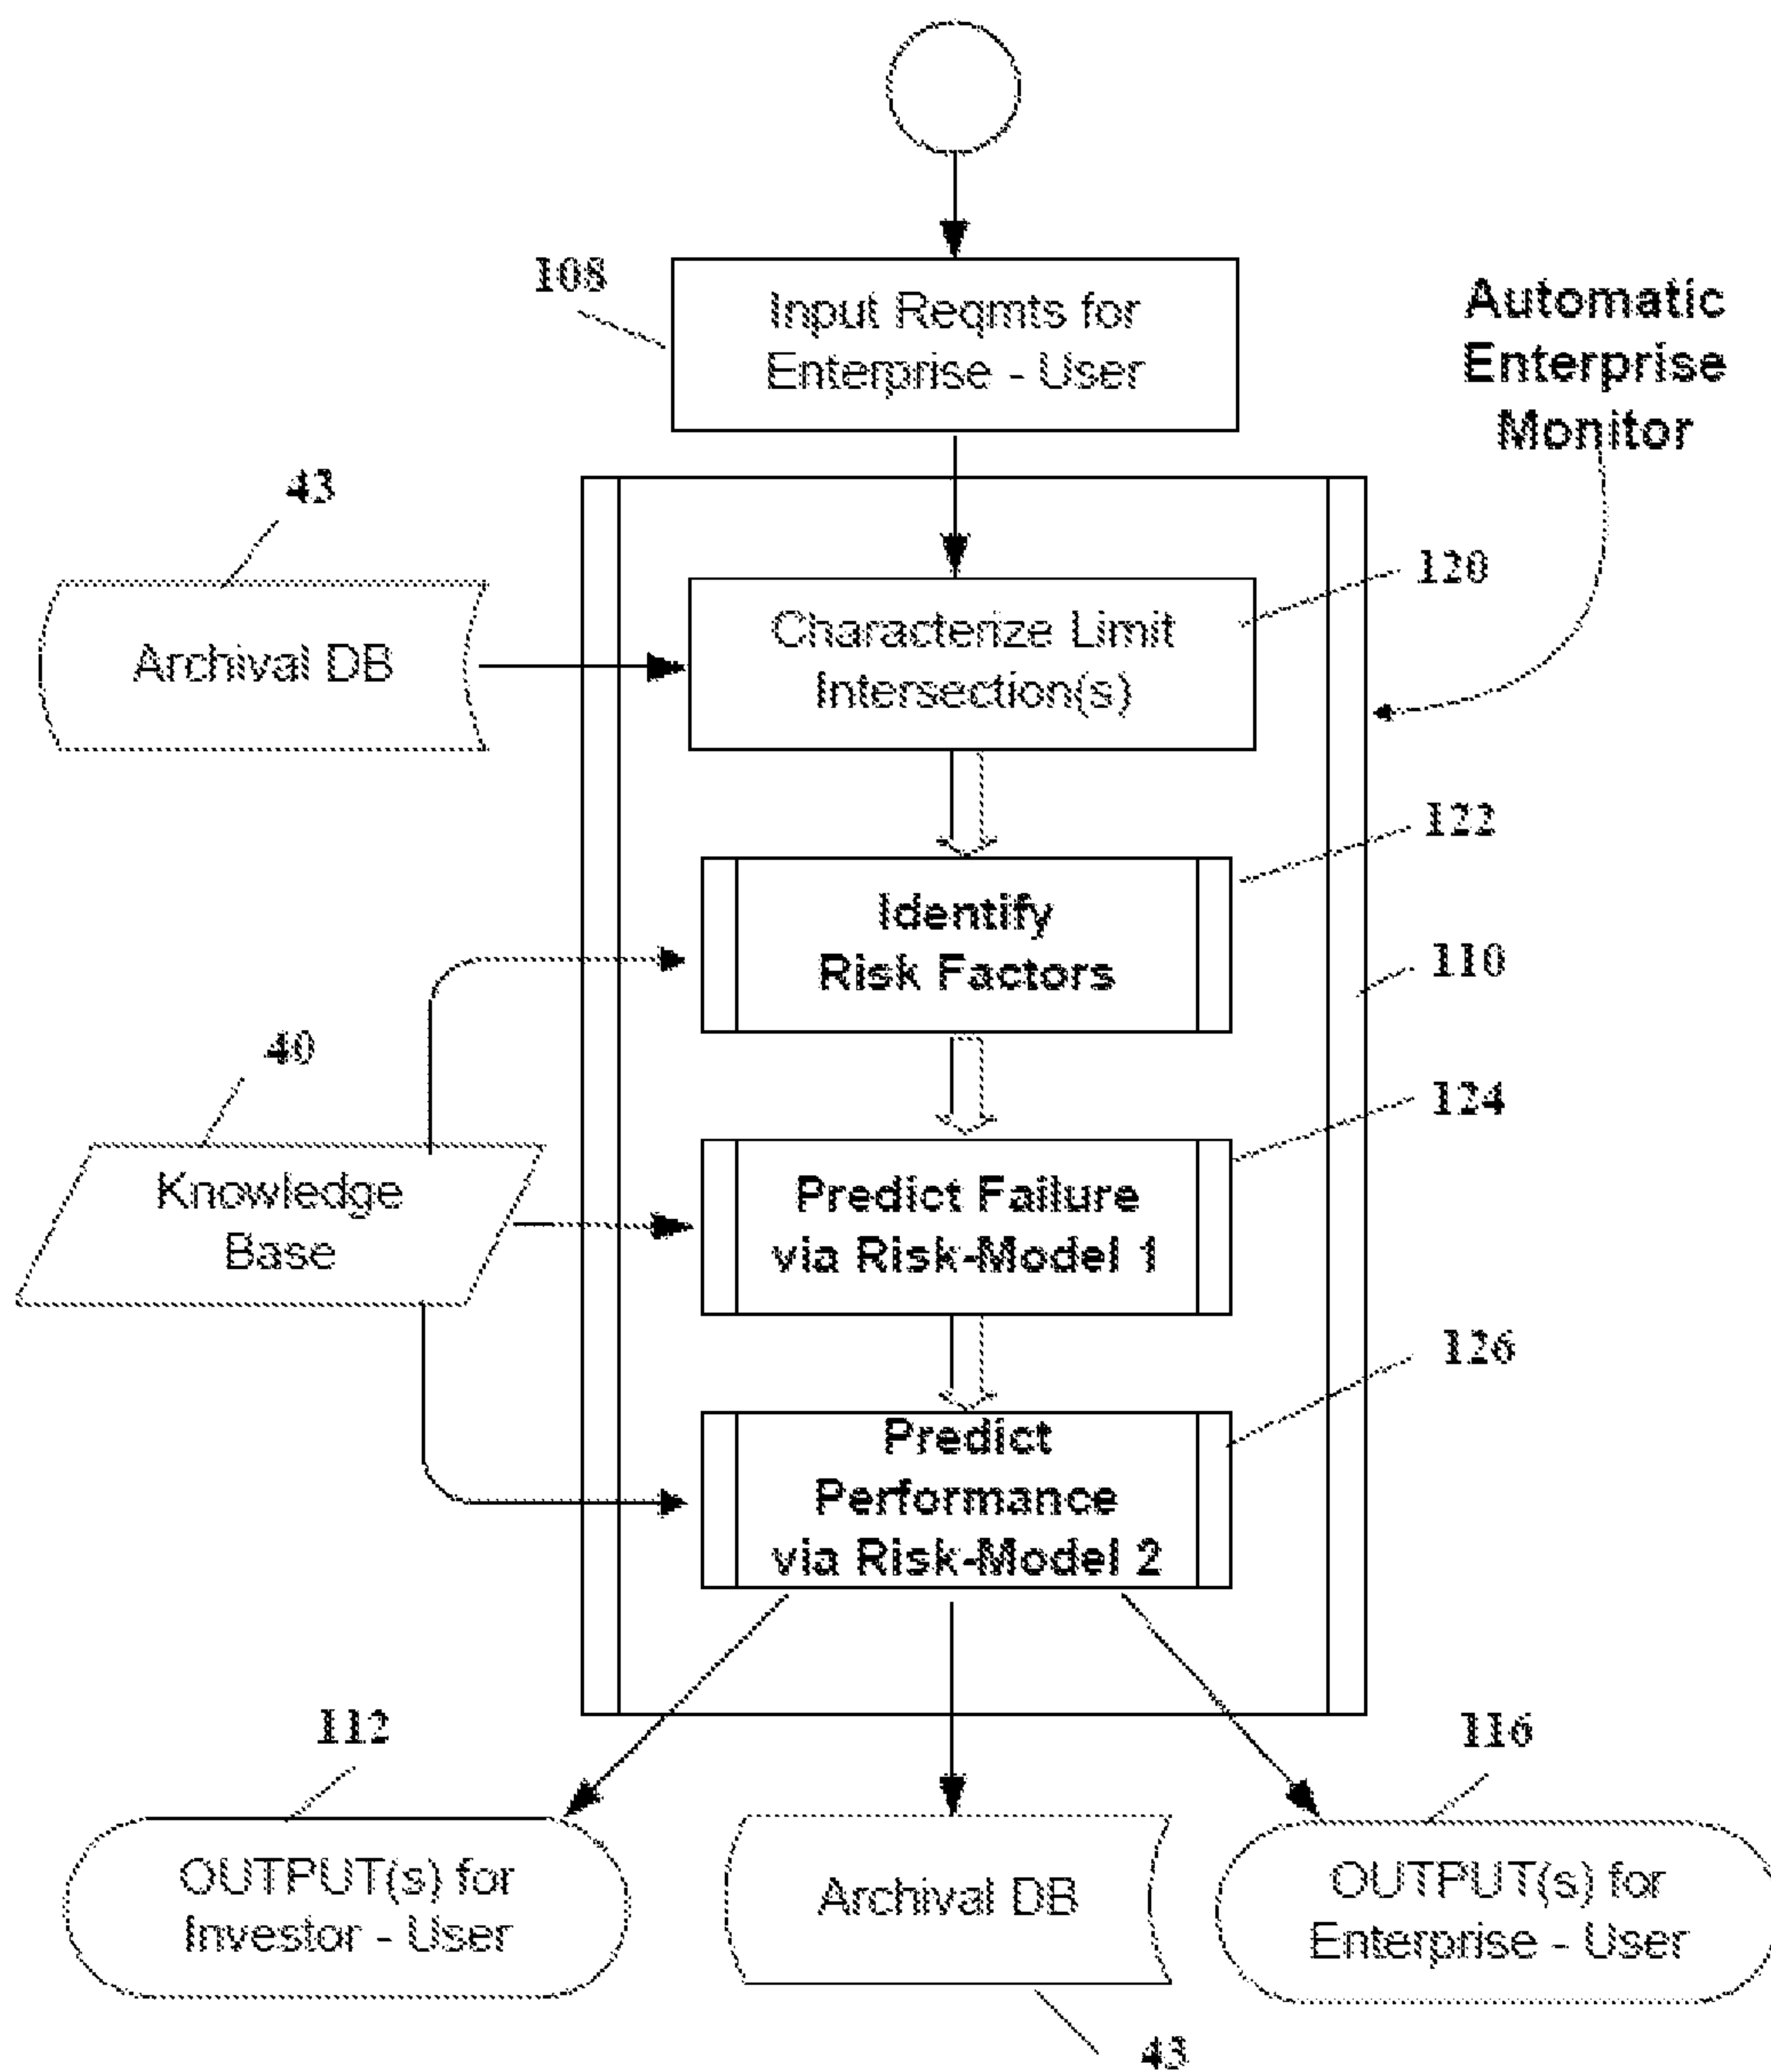 108
Input Reqmts for
Enterprise - User
Automatic
Enterprise
Monitor
43
Archival DB
120
Characterize Limit
Intersection(s)
122
Identify
Risk Factors
110
40
Knowledge
Base
124
Predict Failure
via Risk-Model 1
126
Predict
Performance
via Risk-Model 2
112
OUTPUT(s) for
Investor - User
Archival DB
43
116
OUTPUT(s) for
Enterprise - User